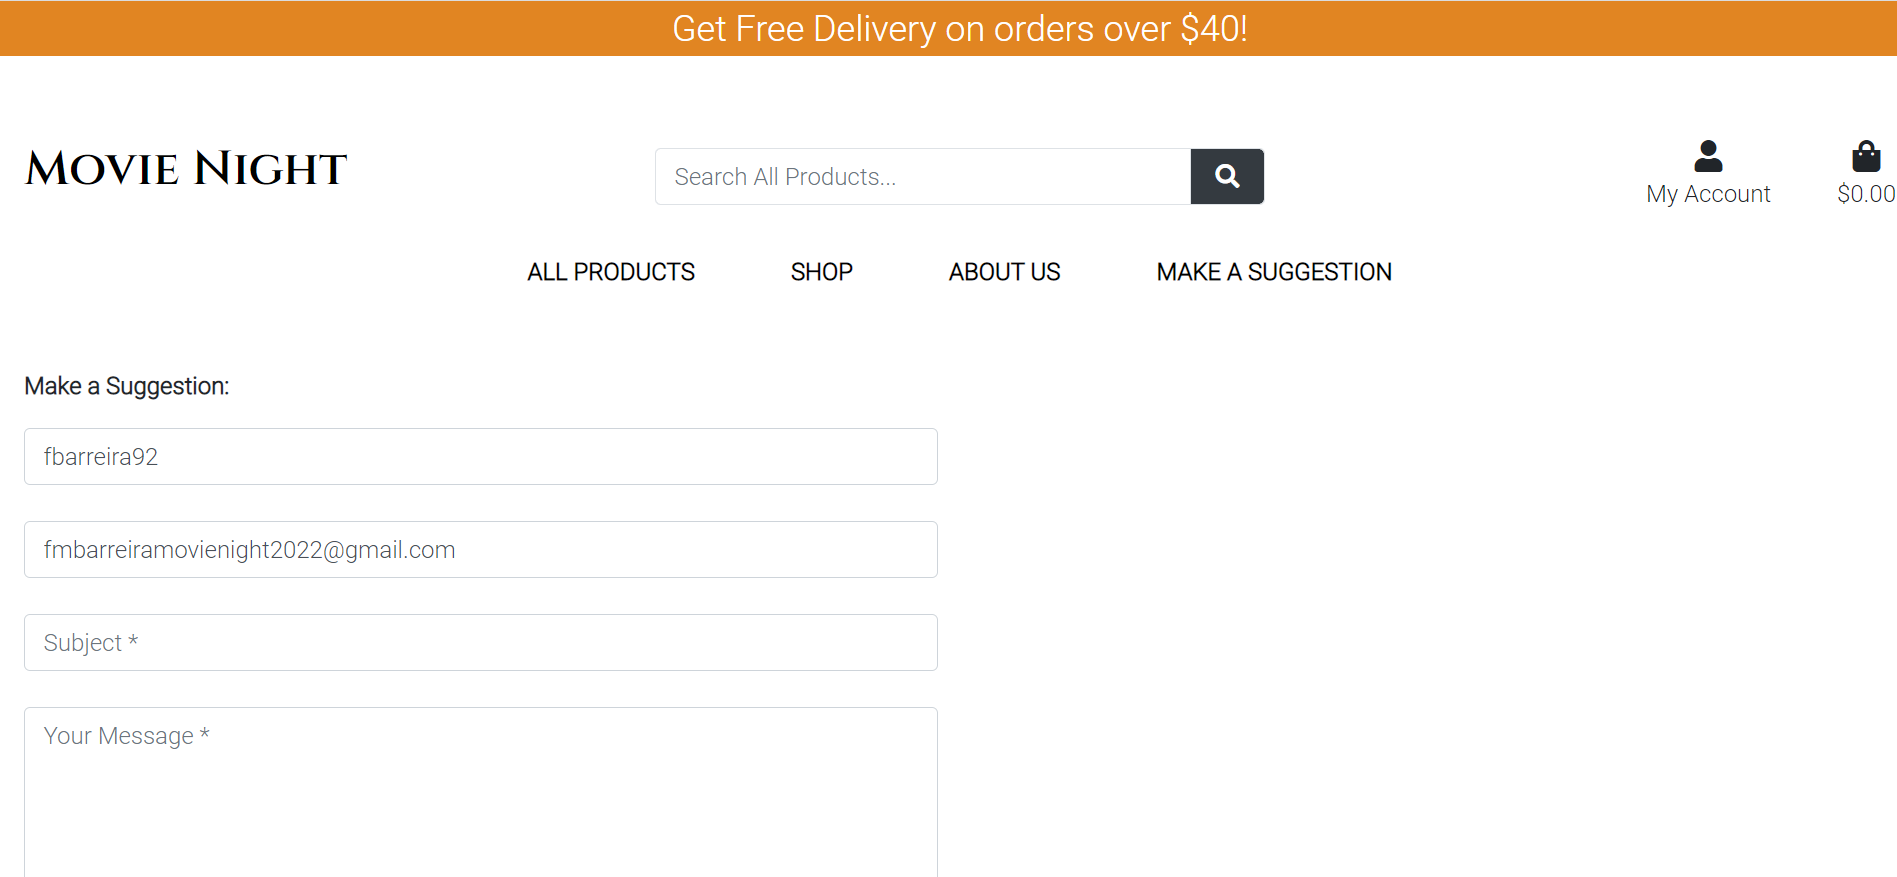 Get Free Delivery on orders over $40!
Movie Night
Search All Products...
My Account
$0.00
ALL PRODUCTS
SHOP
ABOUT US
MAKE A SUGGESTION
Make a Suggestion:
fbarreira92
fmbarreiramovienight2022@gmail.com
Subject *
Your Message *